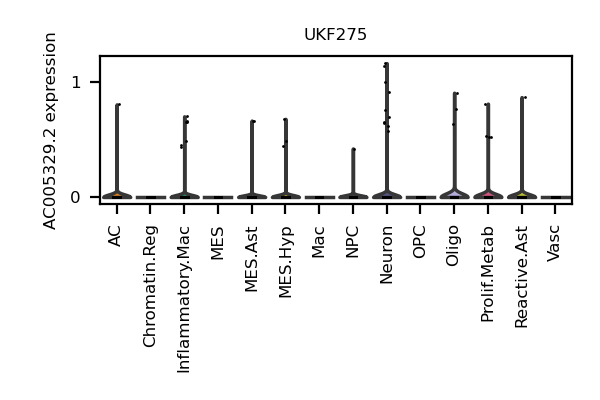 UKF275
AC005329.2 expression
1
0
AC
Chromatin.Reg
Inflammatory.Mac
MES
MES.Ast
MES.Hyp
Mac
NPC
Neuron
OPC
Oligo
Prolif.Metab
Reactive.Ast
Vasc